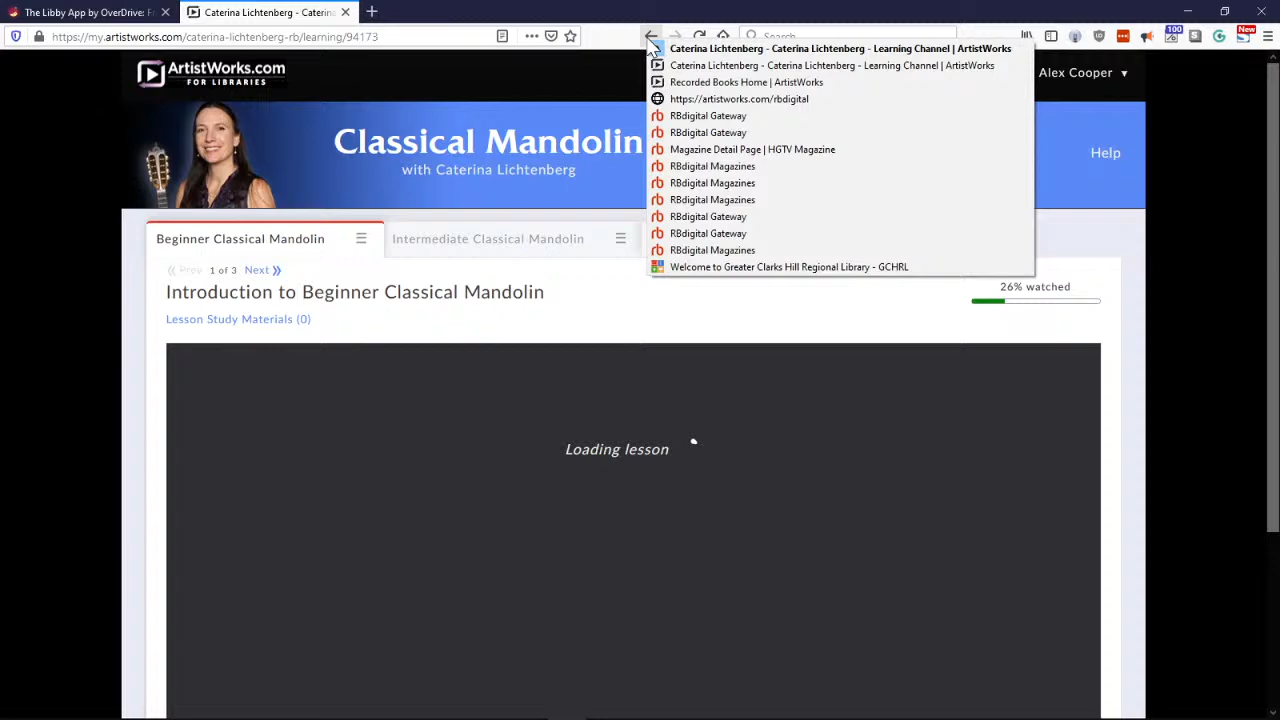 The Libby App by OverDrive: Fr
Caterina Lichtenberg - Caterina
https://my.artistworks.com/caterina-lichtenberg-rb/learning/94173
Search
100
New
Caterina Lichtenberg - Caterina Lichtenberg - Learning Channel | ArtistWorks
Caterina Lichtenberg - Caterina Lichtenberg - Learning Channel | ArtistWorks
Recorded Books Home | ArtistWorks
https://artistworks.com/rbdigital
RBdigital Gateway
RBdigital Gateway
Magazine Detail Page | HGTV Magazine
RBdigital Magazines
RBdigital Magazines
RBdigital Magazines
RBdigital Gateway
RBdigital Gateway
RBdigital Magazines
Welcome to Greater Clarks Hill Regional Library - GCHRL
ArtistWorks.com
FOR LIBRARIES
Alex Cooper ▼
Classical Mandolin
with Caterina Lichtenberg
Help
Beginner Classical Mandolin
Intermediate Classical Mandolin
Prev 1 of 3 Next
Introduction to Beginner Classical Mandolin
26% watched
Lesson Study Materials (0)
Loading lesson